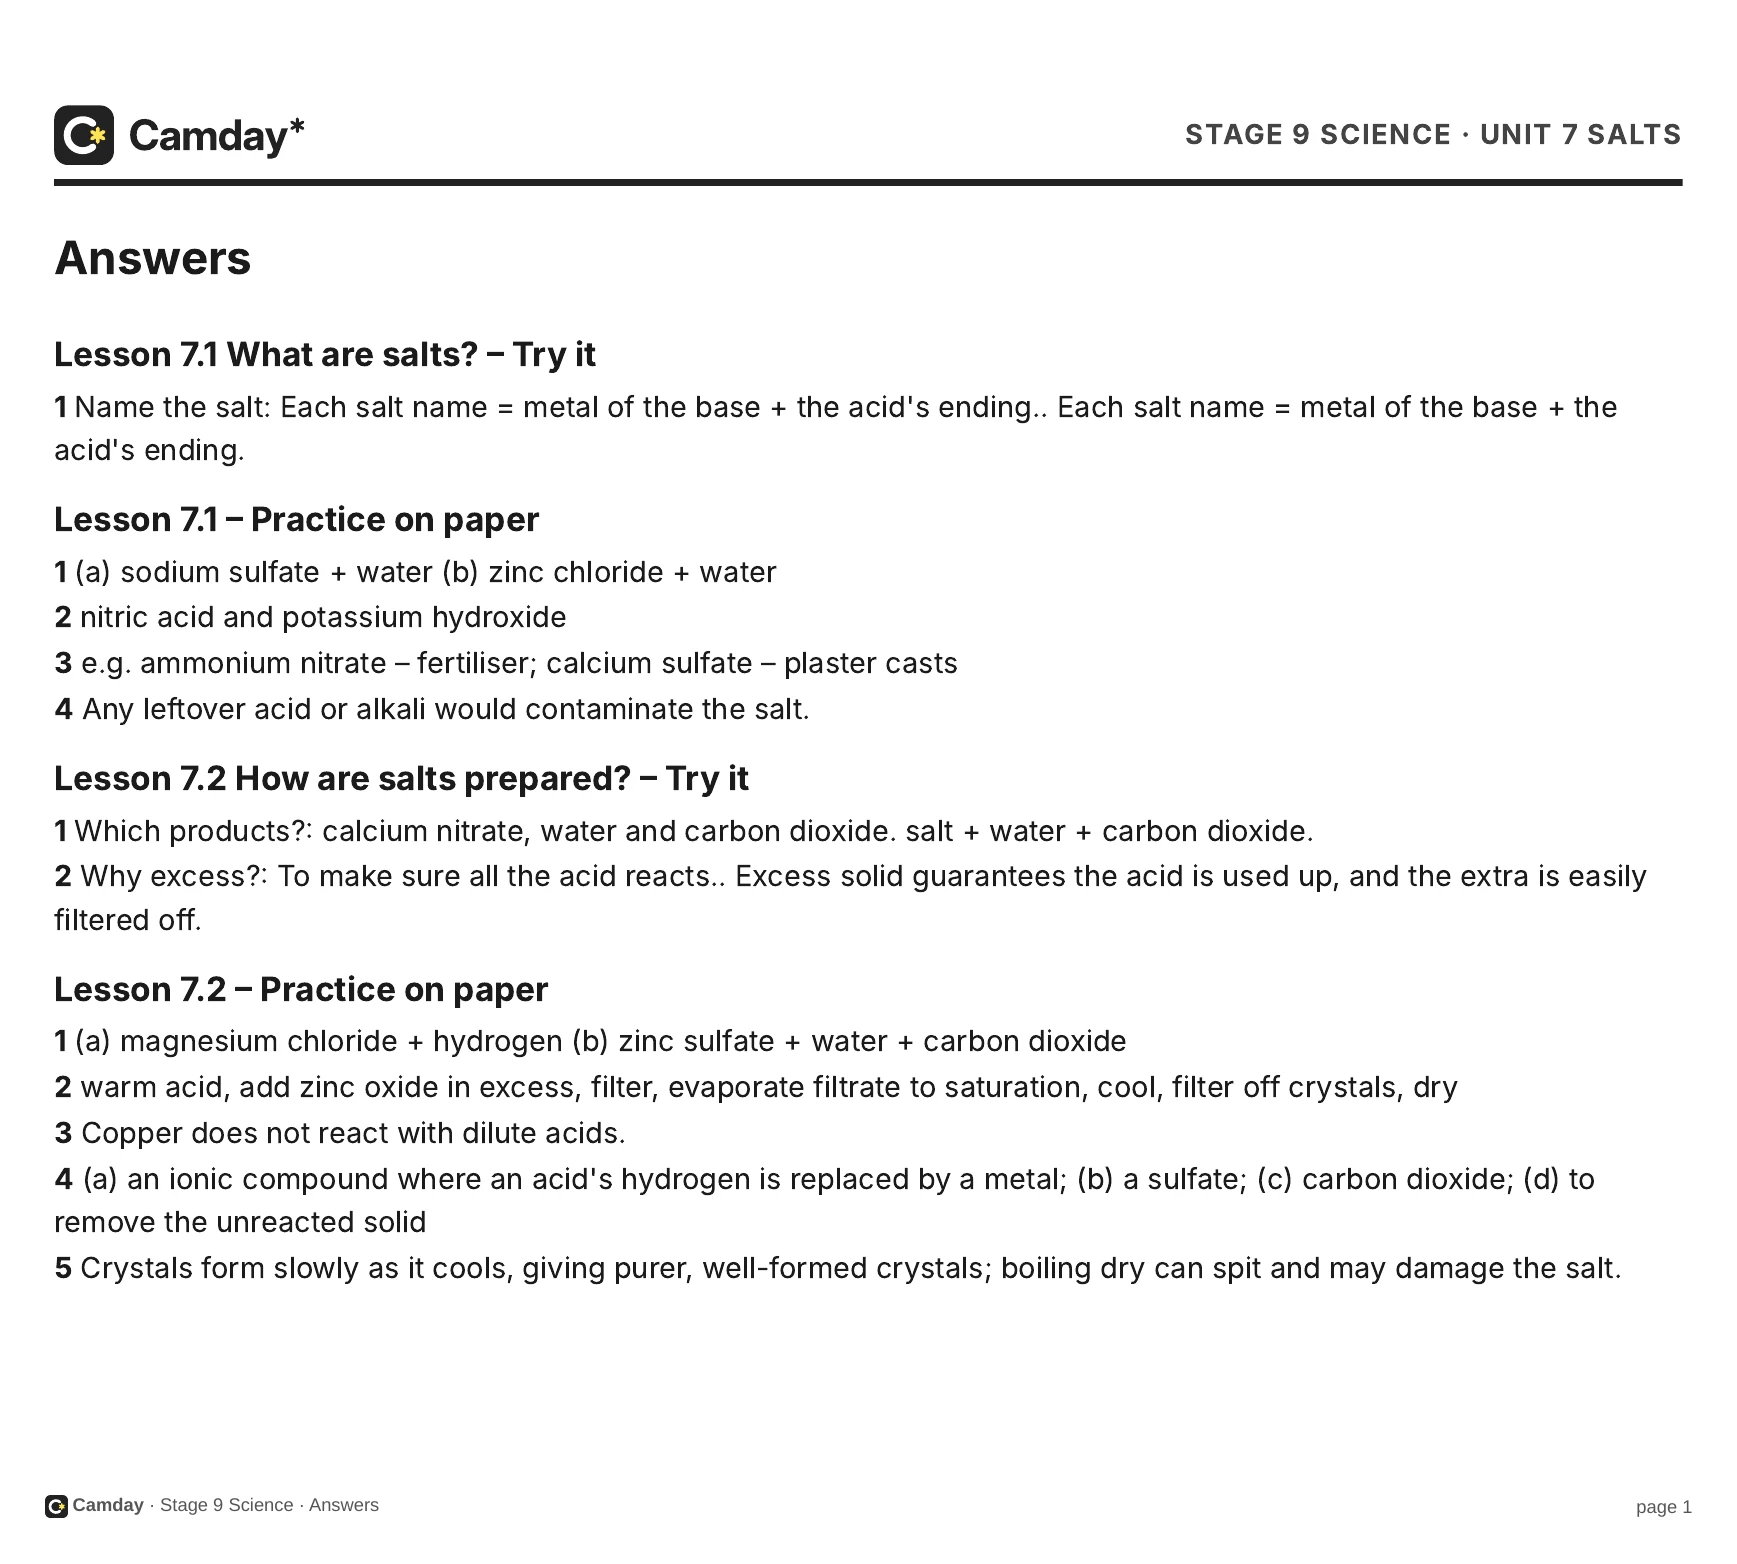 Camday*
STAGE 9 SCIENCE · UNIT 7 SALTS
Answers
Lesson 7.1 What are salts? – Try it
1 Name the salt: Each salt name = metal of the base + the acid's ending.. Each salt name = metal of the base + the
acid's ending.
Lesson 7.1 – Practice on paper
1 (a) sodium sulfate + water (b) zinc chloride + water
2 nitric acid and potassium hydroxide
3 e.g. ammonium nitrate – fertiliser; calcium sulfate – plaster casts
4 Any leftover acid or alkali would contaminate the salt.
Lesson 7.2 How are salts prepared? – Try it
1 Which products?: calcium nitrate, water and carbon dioxide. salt + water + carbon dioxide.
2 Why excess?: To make sure all the acid reacts.. Excess solid guarantees the acid is used up, and the extra is easily
filtered off.
Lesson 7.2 – Practice on paper
1 (a) magnesium chloride + hydrogen (b) zinc sulfate + water + carbon dioxide
2 warm acid, add zinc oxide in excess, filter, evaporate filtrate to saturation, cool, filter off crystals, dry
3 Copper does not react with dilute acids.
4 (a) an ionic compound where an acid's hydrogen is replaced by a metal; (b) a sulfate; (c) carbon dioxide; (d) to
remove the unreacted solid
5 Crystals form slowly as it cools, giving purer, well-formed crystals; boiling dry can spit and may damage the salt.
Camday · Stage 9 Science · Answers
page 1